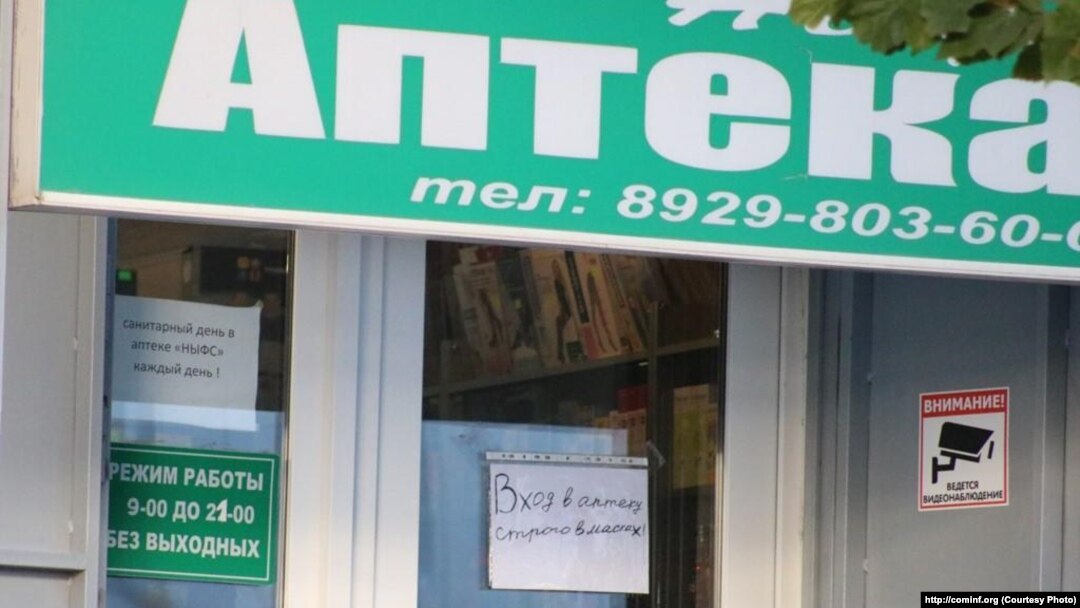 Аптека
тел: 8929-803-60-0
санитарный день в
аптеке «НЫФС»
каждый день !
РЕЖИМ РАБОТЫ
9-00 ДО 21-00
БЕЗ ВЫХОДНЫХ
Вход в аптеку
строго в масках!
ВНИМАНИЕ!
ВЕДЕТСЯ
ВИДЕОНАБЛЮДЕНИЕ
http://cominf.org (Courtesy Photo)